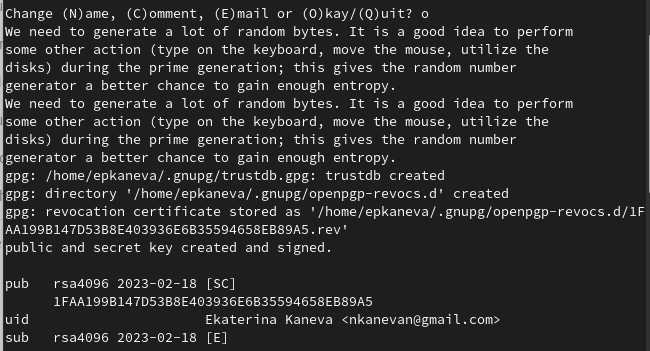 Change (N)ame, (C)omment, (E)mail or (O)kay/(Q)uit? o
We need to generate a lot of random bytes. It is a good idea to perform
some other action (type on the keyboard, move the mouse, utilize the
disks) during the prime generation; this gives the random number
generator a better chance to gain enough entropy.
We need to generate a lot of random bytes. It is a good idea to perform
some other action (type on the keyboard, move the mouse, utilize the
disks) during the prime generation; this gives the random number
generator a better chance to gain enough entropy.
gpg: /home/epkaneva/.gnupg/trustdb.gpg: trustdb created
gpg: directory '/home/epkaneva/.gnupg/openpgp-revocs.d' created
gpg: revocation certificate stored as '/home/epkaneva/.gnupg/openpgp-revocs.d/1F
AA199B147D53B8E403936E6B35594658EB89A5.rev'
public and secret key created and signed.
pub   rsa4096 2023-02-18 [SC]
      1FAA199B147D53B8E403936E6B35594658EB89A5
uid                      Ekaterina Kaneva <nkanevan@gmail.com>
sub   rsa4096 2023-02-18 [E]